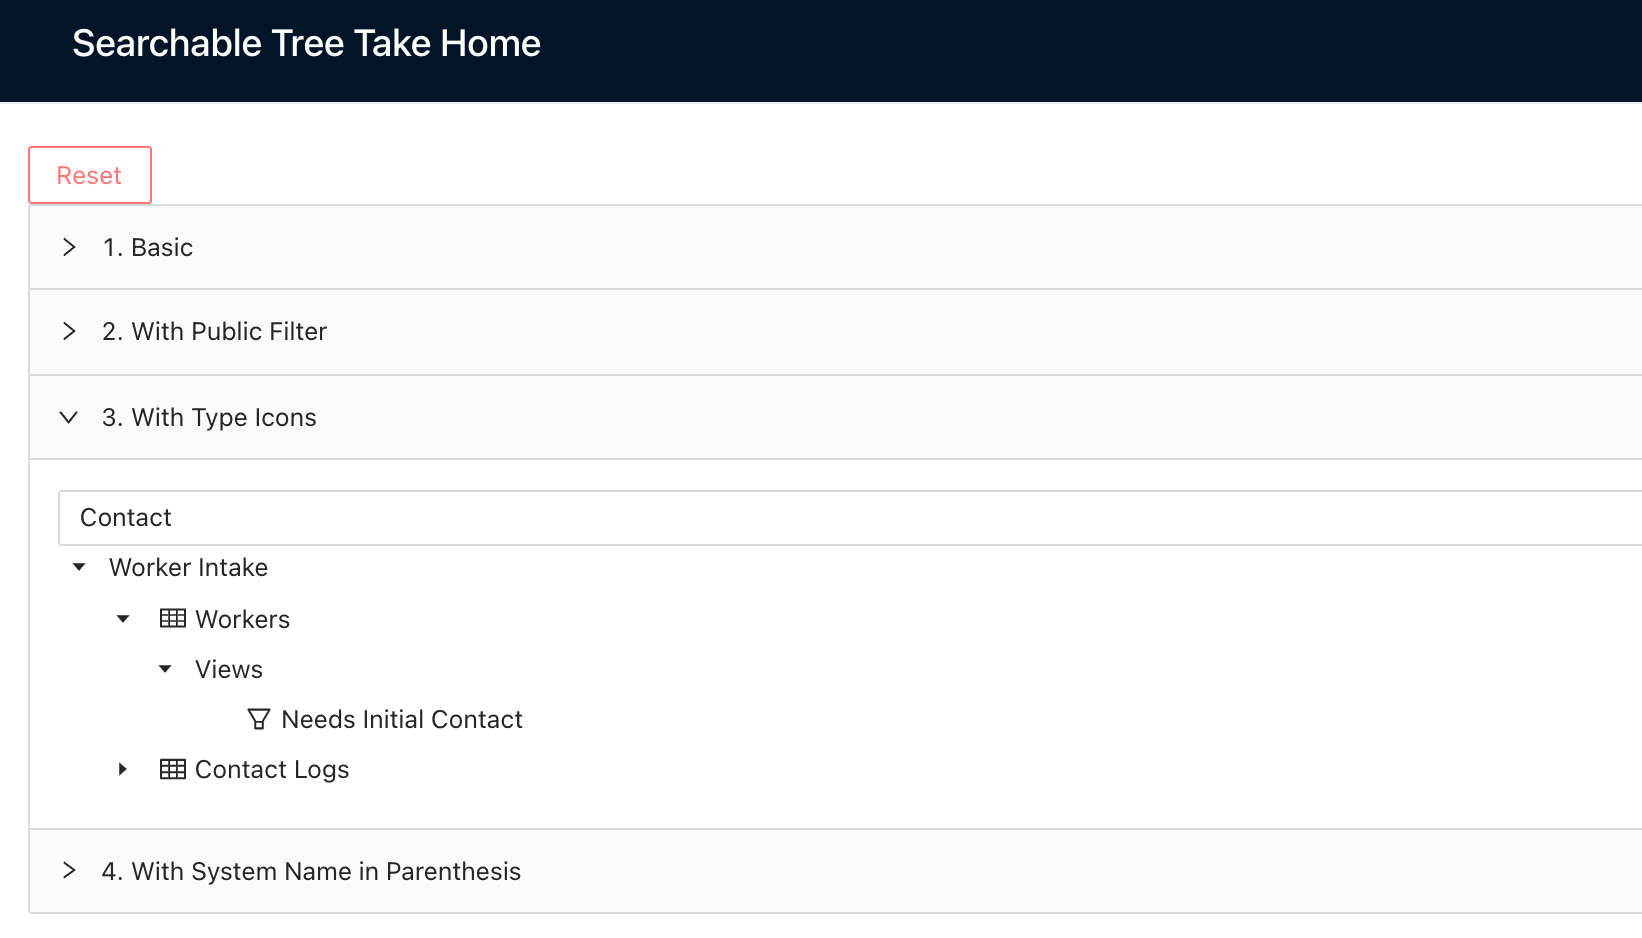 Searchable Tree Take Home
Reset
1. Basic
2. With Public Filter
3. With Type Icons
Contact
Worker Intake
Workers
Views
Needs Initial Contact
Contact Logs
4. With System Name in Parenthesis